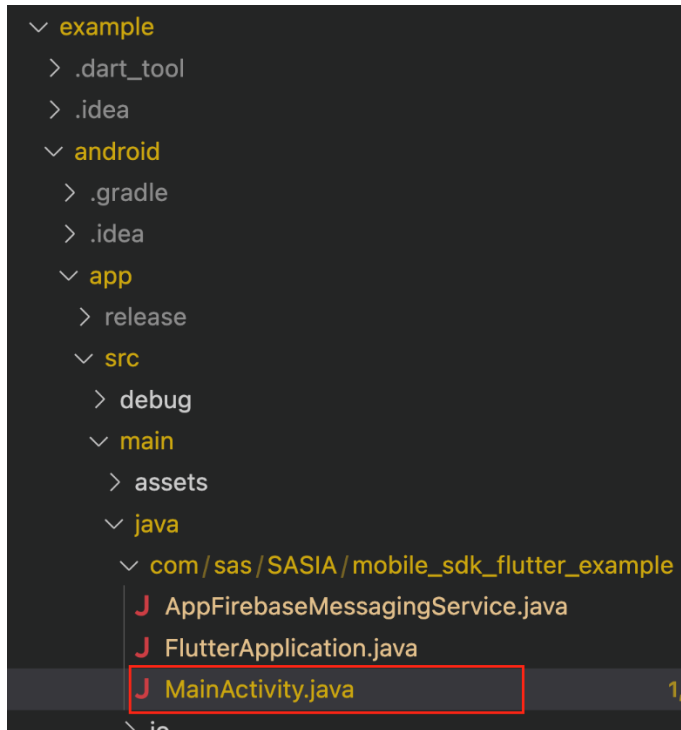 example
.dart_tool
.idea
android
.gradle
.idea
app
release
src
debug
main
assets
java
com/sas/SASIA/mobile_sdk_flutter_example
J AppFirebaseMessagingService.java
J FlutterApplication.java
J MainActivity.java 1,